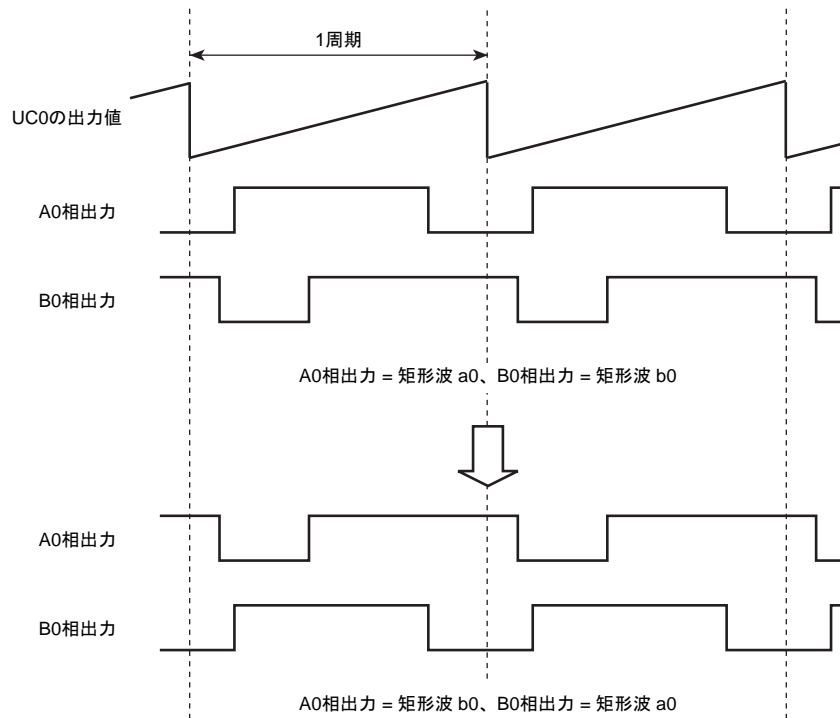 1周期
UC0の出力値
A0相出力
B0相出力
A0相出力 = 矩形波 a0、B0相出力 = 矩形波 b0
A0相出力
B0相出力
A0相出力 = 矩形波 b0、B0相出力 = 矩形波 a0